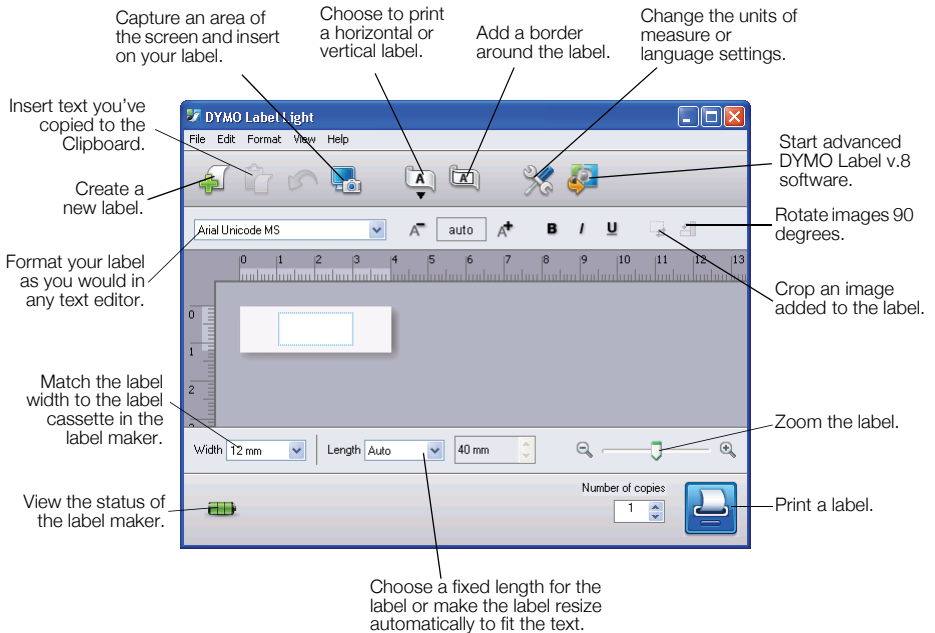 Capture an area of
the screen and insert
on your label.
Choose to print
a horizontal or
vertical label.
Add a border
around the label.
Change the units of
measure or
language settings.
Insert text you've
copied to the
Clipboard.
Create a
new label.
Format your label
as you would in
any text editor.
Match the label
width to the label
cassette in the
label maker.
View the status of
the label maker.
DYMO Label Light
File Edit Format View Help
A A
Arial Unicode MS A- auto A+ B I U
0 1 2 3 4 5 6 7 8 9 10 11 12 13
0
1
2
Width 12 mm Length Auto 40 mm
Number of copies
1
Start advanced
DYMO Label v.8
software.
Rotate images 90
degrees.
Crop an image
added to the label.
Zoom the label.
Print a label.
Choose a fixed length for the
label or make the label resize
automatically to fit the text.